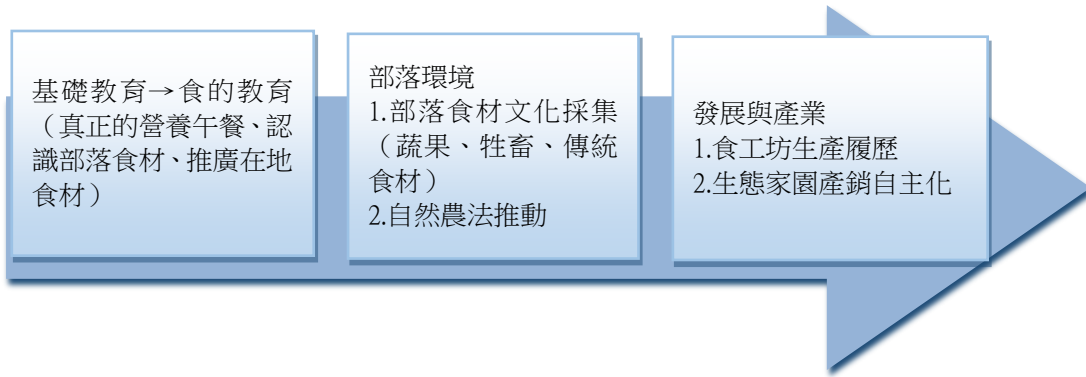 基礎教育→食的教育
（真正的營養午餐、認
識部落食材、推廣在地
食材）
部落環境
1.部落食材文化採集
（蔬果、牲畜、傳統
食材）
2.自然農法推動
發展與產業
1.食工坊生產履歷
2.生態家園產銷自主化